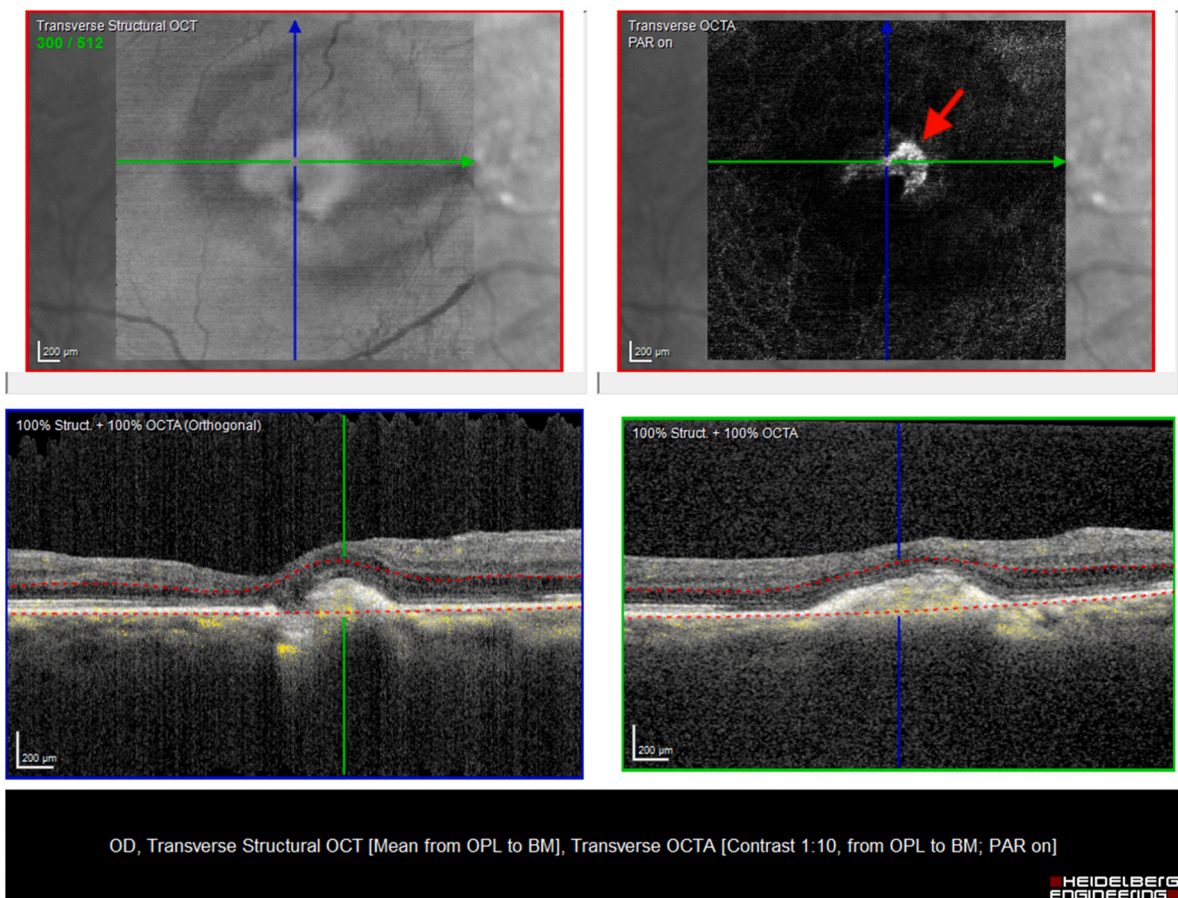 Transverse Structural OCT
300 / 512
200 µm
Transverse OCTA
PAR on
200 µm
100% Struct. + 100% OCTA (Orthogonal)
200 µm
100% Struct. + 100% OCTA
200 µm
OD, Transverse Structural OCT [Mean from OPL to BM], Transverse OCTA [Contrast 1:10, from OPL to BM; PAR on]
HEIDELBERG
ENGINEERING